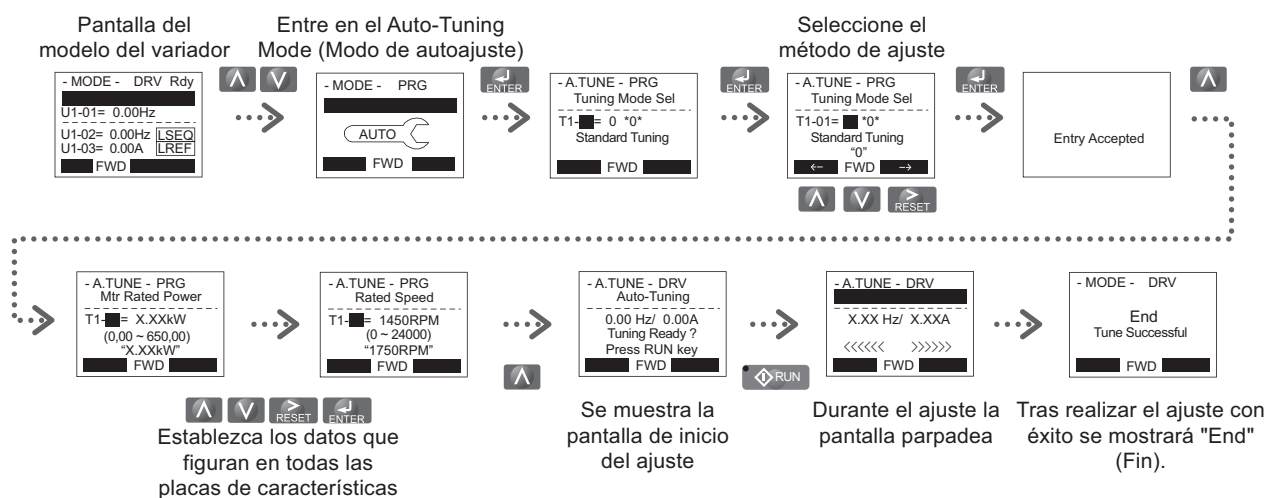 Pantalla del
modelo del variador
Entre en el Auto-Tuning
Mode (Modo de autoajuste)
Seleccione el
método de ajuste
- MODE - DRV Rdy
U1-01= 0.00Hz
U1-02= 0.00Hz LSEQ
U1-03= 0.00A LREF
FWD
- MODE - PRG
AUTO
FWD
ENTER
- A.TUNE - PRG
Tuning Mode Sel
T1- = 0 *0*
Standard Tuning
FWD
ENTER
- A.TUNE - PRG
Tuning Mode Sel
T1-01= *0*
Standard Tuning
“0”
← FWD →
RESET
ENTER
Entry Accepted
- A.TUNE - PRG
Mtr Rated Power
T1- = X.XXkW
(0,00 ~ 650,00)
“X.XXkW”
FWD
- A.TUNE - PRG
Rated Speed
T1- = 1450RPM
(0 ~ 24000)
“1750RPM”
FWD
RESET
ENTER
Establezca los datos que
figuran en todas las
placas de características
- A.TUNE - DRV
Auto-Tuning
0.00 Hz/ 0.00A
Tuning Ready ?
Press RUN key
FWD
Se muestra la
pantalla de inicio
del ajuste
RUN
- A.TUNE - DRV
X.XX Hz/ X.XXA
<<<<<< >>>>>>
FWD
Durante el ajuste la
pantalla parpadea
- MODE - DRV
End
Tune Successful
FWD
Tras realizar el ajuste con
éxito se mostrará "End"
(Fin).